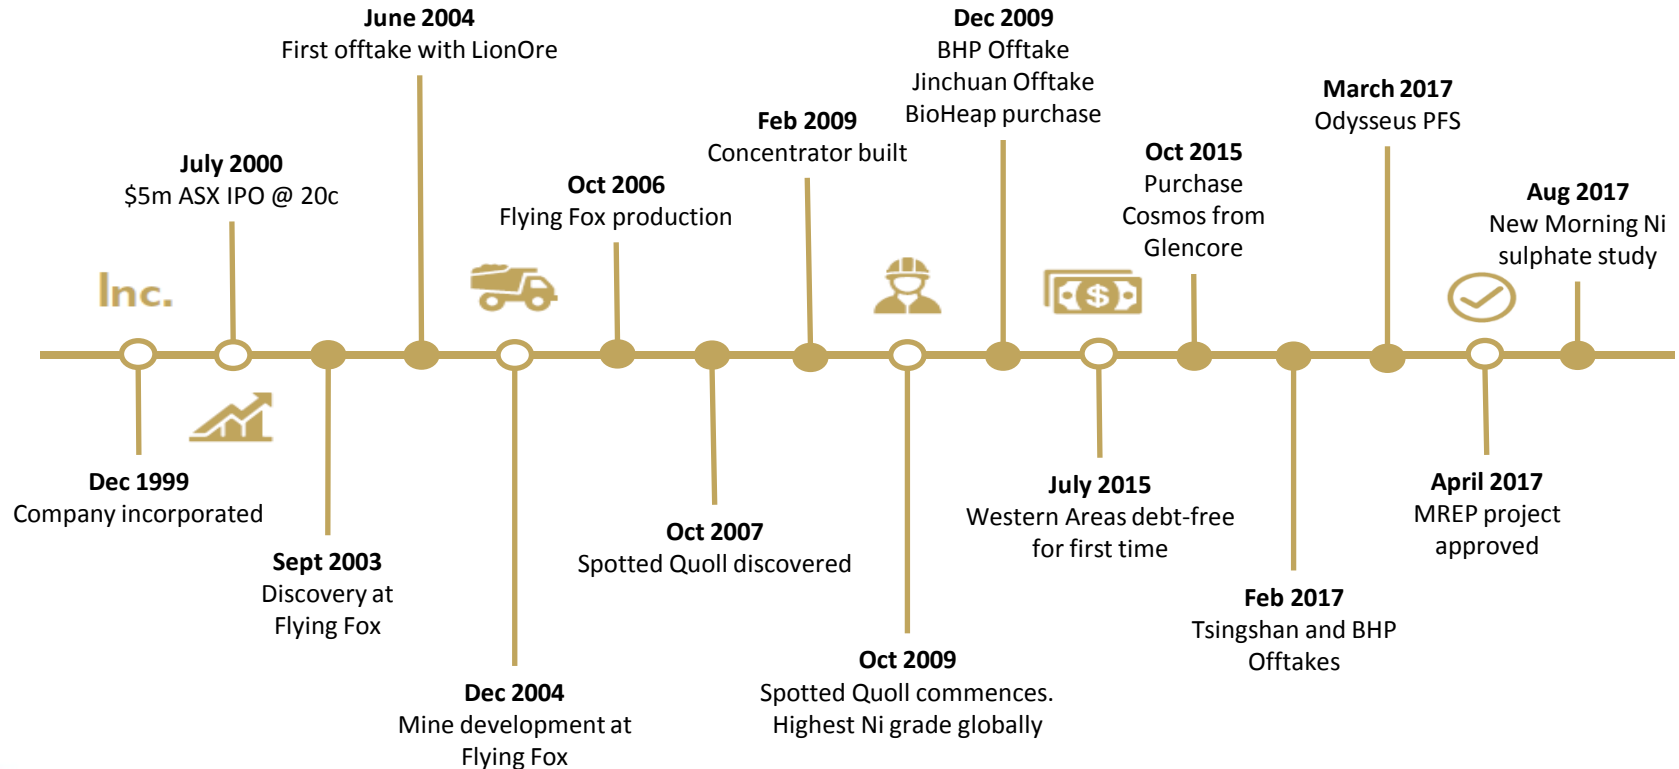 June 2004
First offtake with LionOre
Dec 2009
BHP Offtake
Jinchuan Offtake
BioHeap purchase
March 2017
Odysseus PFS
Feb 2009
Concentrator built
July 2000
$5m ASX IPO @ 20c
Oct 2006
Flying Fox production
Oct 2015
Purchase
Cosmos from
Glencore
Aug 2017
New Morning Ni
sulphate study
Inc.
$
Dec 1999
Company incorporated
Sept 2003
Discovery at
Flying Fox
Dec 2004
Mine development at
Flying Fox
Oct 2007
Spotted Quoll discovered
Oct 2009
Spotted Quoll commences.
Highest Ni grade globally
July 2015
Western Areas debt-free
for first time
Feb 2017
Tsingshan and BHP
Offtakes
April 2017
MREP project
approved